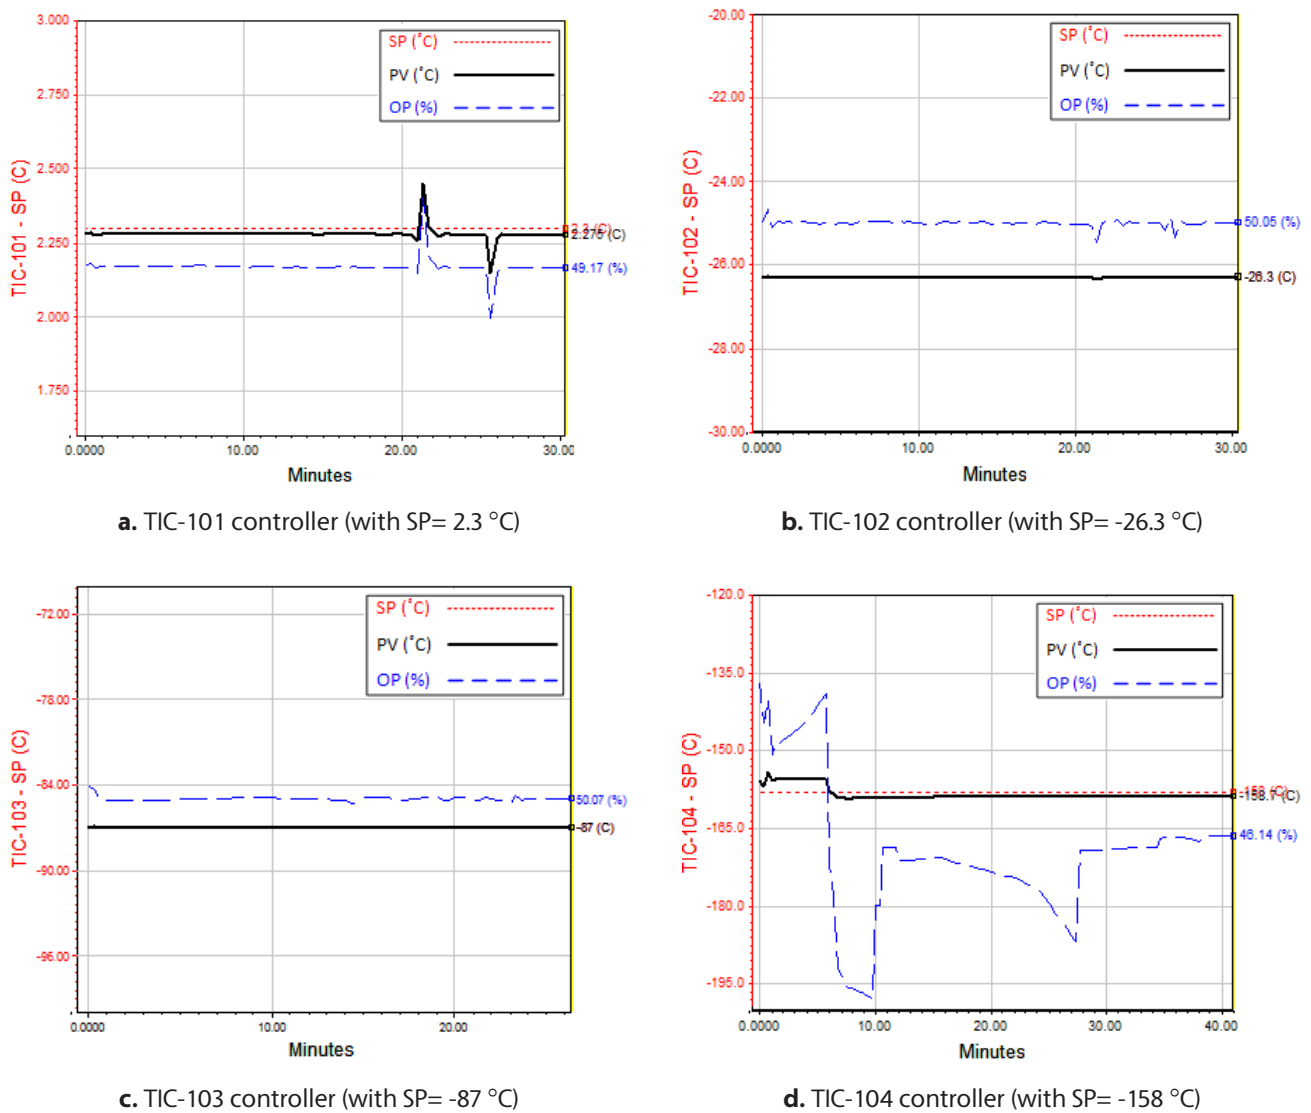 3.000
2.750
2.500
2.250
2.000
1.750
TIC-101 - SP (C)
SP (˚C)
PV (˚C)
OP (%)
2.3 (C)
2.275 (C)
49.17 (%)
0.0000 10.00 20.00 30.00
Minutes
a. TIC-101 controller (with SP= 2.3 °C)
-20.00
-22.00
-24.00
-26.00
-28.00
-30.00
TIC-102 - SP (C)
SP (˚C)
PV (˚C)
OP (%)
50.05 (%)
-26.3 (C)
0.0000 10.00 20.00 30.00
Minutes
b. TIC-102 controller (with SP= -26.3 °C)
-72.00
-78.00
-84.00
-90.00
-96.00
TIC-103 - SP (C)
SP (˚C)
PV (˚C)
OP (%)
50.07 (%)
-87 (C)
0.0000 10.00 20.00
Minutes
c. TIC-103 controller (with SP= -87 °C)
-120.0
-135.0
-150.0
-165.0
-180.0
-195.0
TIC-104 - SP (C)
SP (˚C)
PV (˚C)
OP (%)
-158 (C)
-158.7 (C)
46.14 (%)
0.0000 10.00 20.00 30.00 40.00
Minutes
d. TIC-104 controller (with SP= -158 °C)